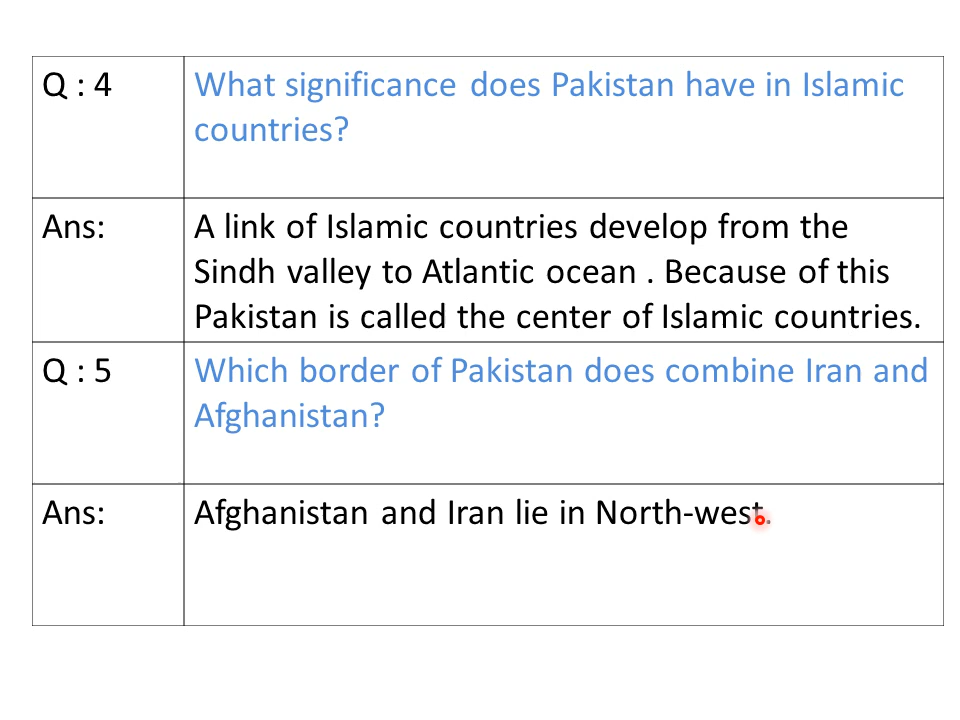 Q : 4
What significance does Pakistan have in Islamic
countries?
Ans:
A link of Islamic countries develop from the
Sindh valley to Atlantic ocean . Because of this
Pakistan is called the center of Islamic countries.
Q : 5
Which border of Pakistan does combine Iran and
Afghanistan?
Ans:
Afghanistan and Iran lie in North-west.